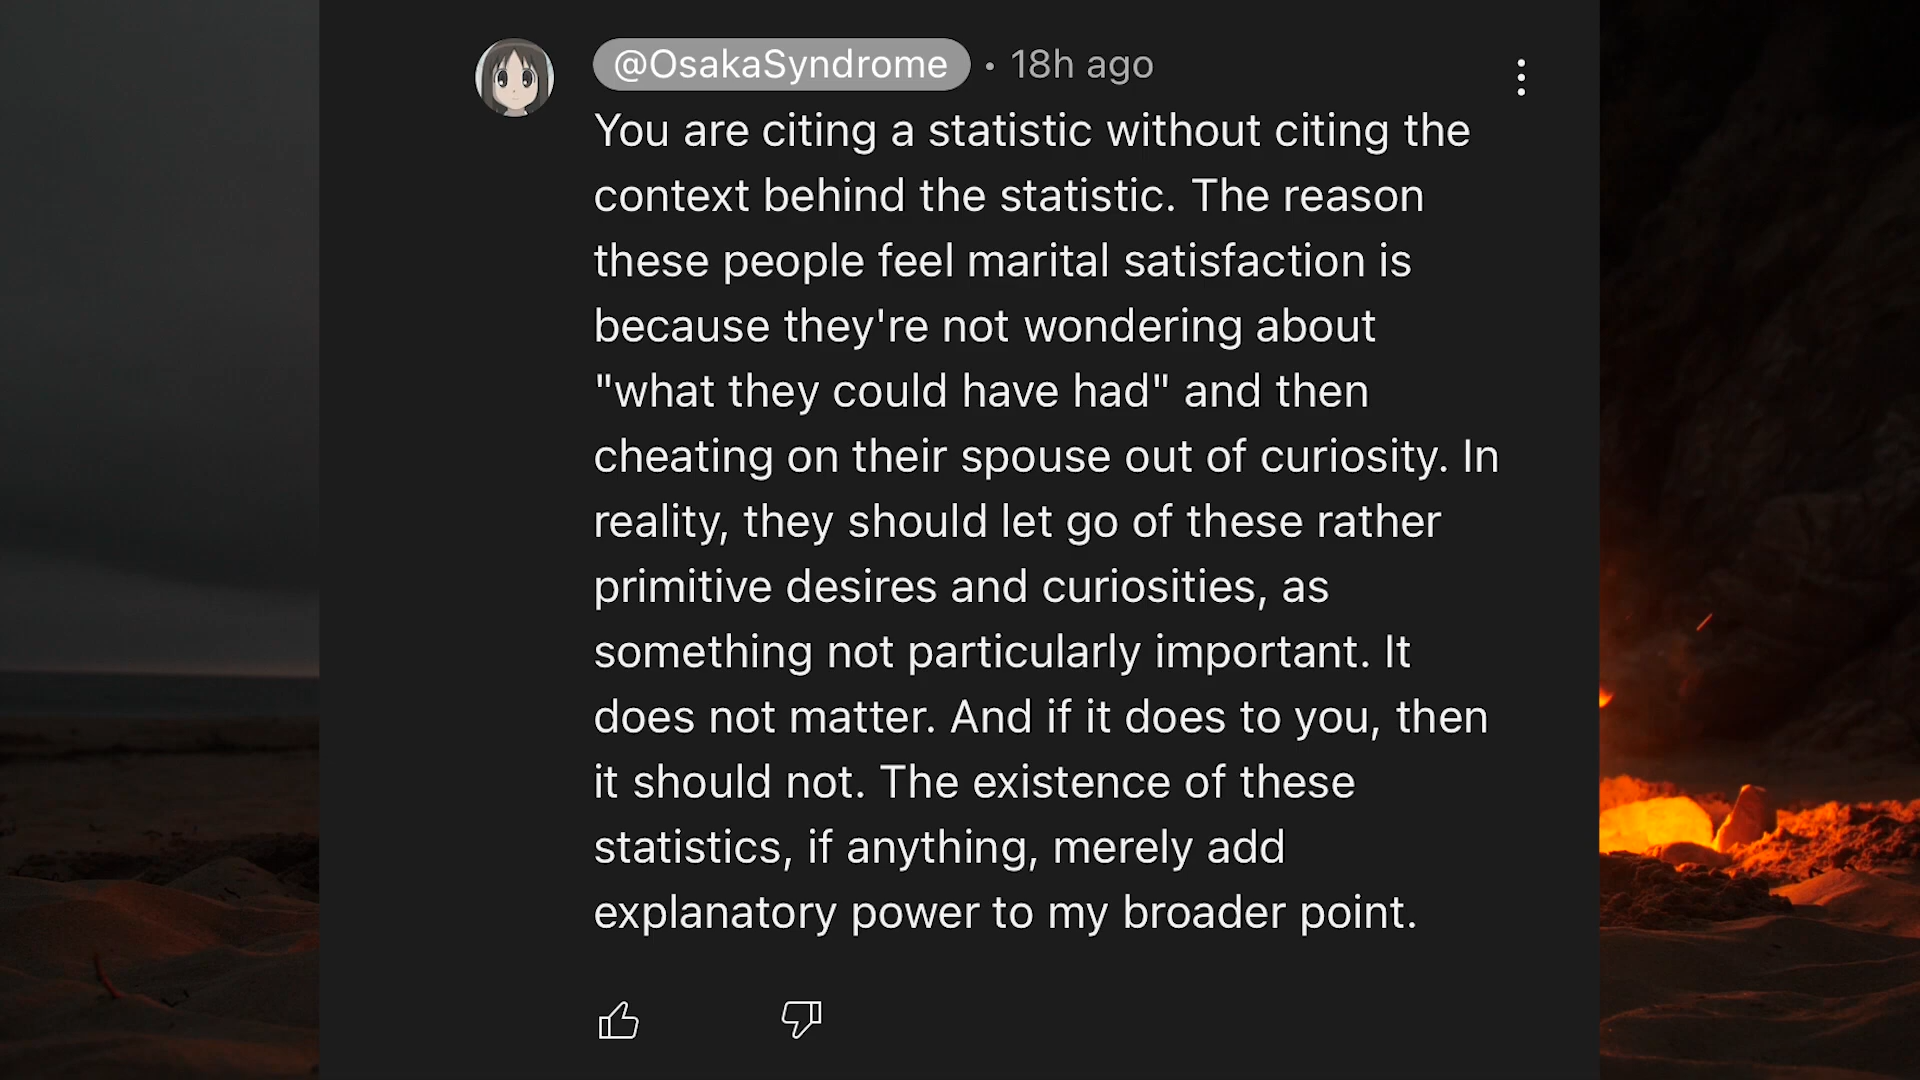 @OsakaSyndrome • 18h ago
You are citing a statistic without citing the
context behind the statistic. The reason
these people feel marital satisfaction is
because they're not wondering about
"what they could have had" and then
cheating on their spouse out of curiosity. In
reality, they should let go of these rather
primitive desires and curiosities, as
something not particularly important. It
does not matter. And if it does to you, then
it should not. The existence of these
statistics, if anything, merely add
explanatory power to my broader point.